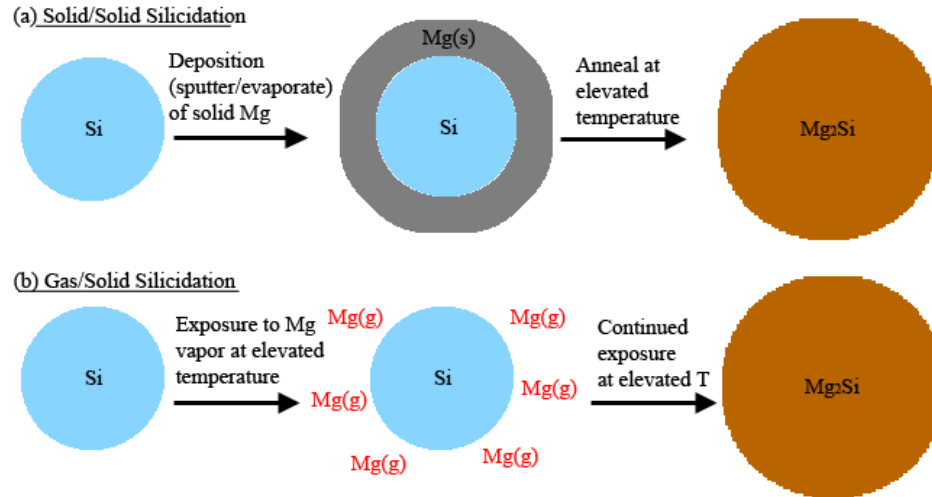 (a) Solid/Solid Silicidation
Si
Deposition
(sputter/evaporate)
of solid Mg
Mg(s)
Si
Anneal at
elevated
temperature
Mg₂Si
(b) Gas/Solid Silicidation
Si
Exposure to Mg
vapor at elevated
temperature
Mg(g)
Mg(g)
Mg(g)
Si
Mg(g)
Mg(g)
Mg(g)
Continued
exposure
at elevated T
Mg₂Si